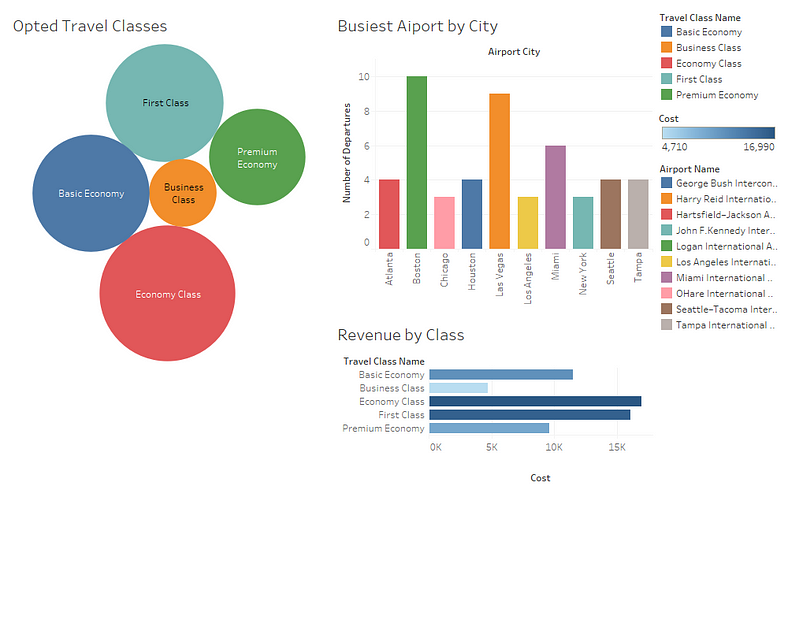 Opted Travel Classes
First Class
Premium
Economy
Basic Economy
Business
Class
Economy Class
Busiest Aiport by City
Airport City
Number of Departures
10
8
6
4
2
0
Atlanta
Boston
Chicago
Houston
Las Vegas
Los Angeles
Miami
New York
Seattle
Tampa
Revenue by Class
Travel Class Name
Basic Economy
Business Class
Economy Class
First Class
Premium Economy
0K
5K
10K
15K
Cost
Travel Class Name
Basic Economy
Business Class
Economy Class
First Class
Premium Economy
Cost
4,710
16,990
Airport Name
George Bush Intercon..
Harry Reid Internatio..
Hartsfield–Jackson A..
John F.Kennedy Inter..
Logan International A..
Los Angeles Internati..
Miami International ..
OHare International ..
Seattle–Tacoma Inter..
Tampa International ..